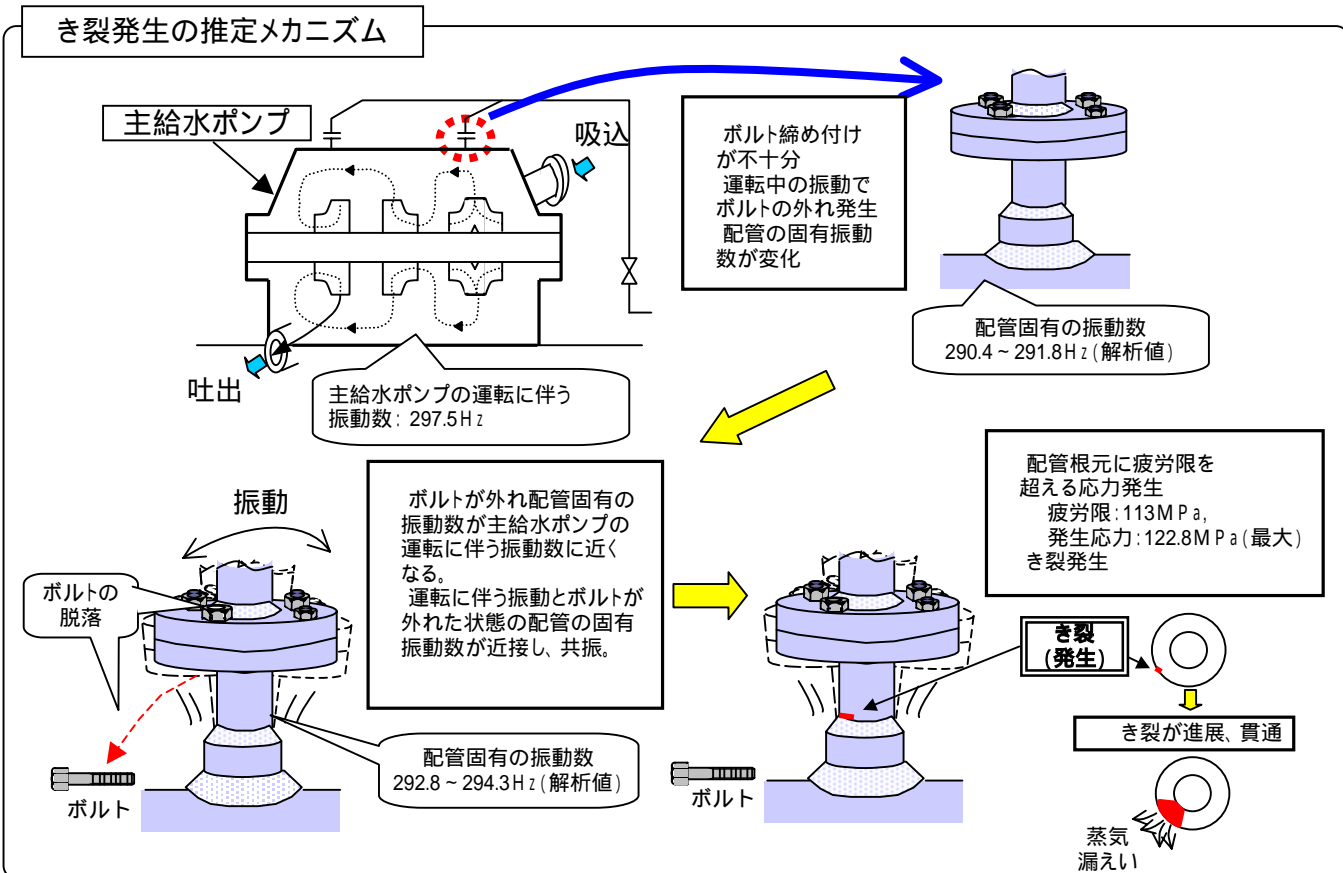 き裂発生の推定メカニズム
主給水ポンプ
吸込
吐出
主給水ポンプの運転に伴う
振動数: 297.5Hz
ボルト締め付け
が不十分
運転中の振動で
ボルトの外れ発生
配管の固有振動
数が変化
配管固有の振動数
290.4~291.8Hz(解析値)
振動
ボルトの
脱落
ボルト
ボルトが外れ配管固有の
振動数が主給水ポンプの
運転に伴う振動数に近く
なる。
運転に伴う振動とボルトが
外れた状態の配管の固有
振動数が近接し、共振。
配管固有の振動数
292.8~294.3Hz(解析値)
配管根元に疲労限を
超える応力発生
疲労限:113MPa,
発生応力:122.8MPa(最大)
き裂発生
き裂
(発生)
き裂が進展、貫通
ボルト
蒸気
漏えい